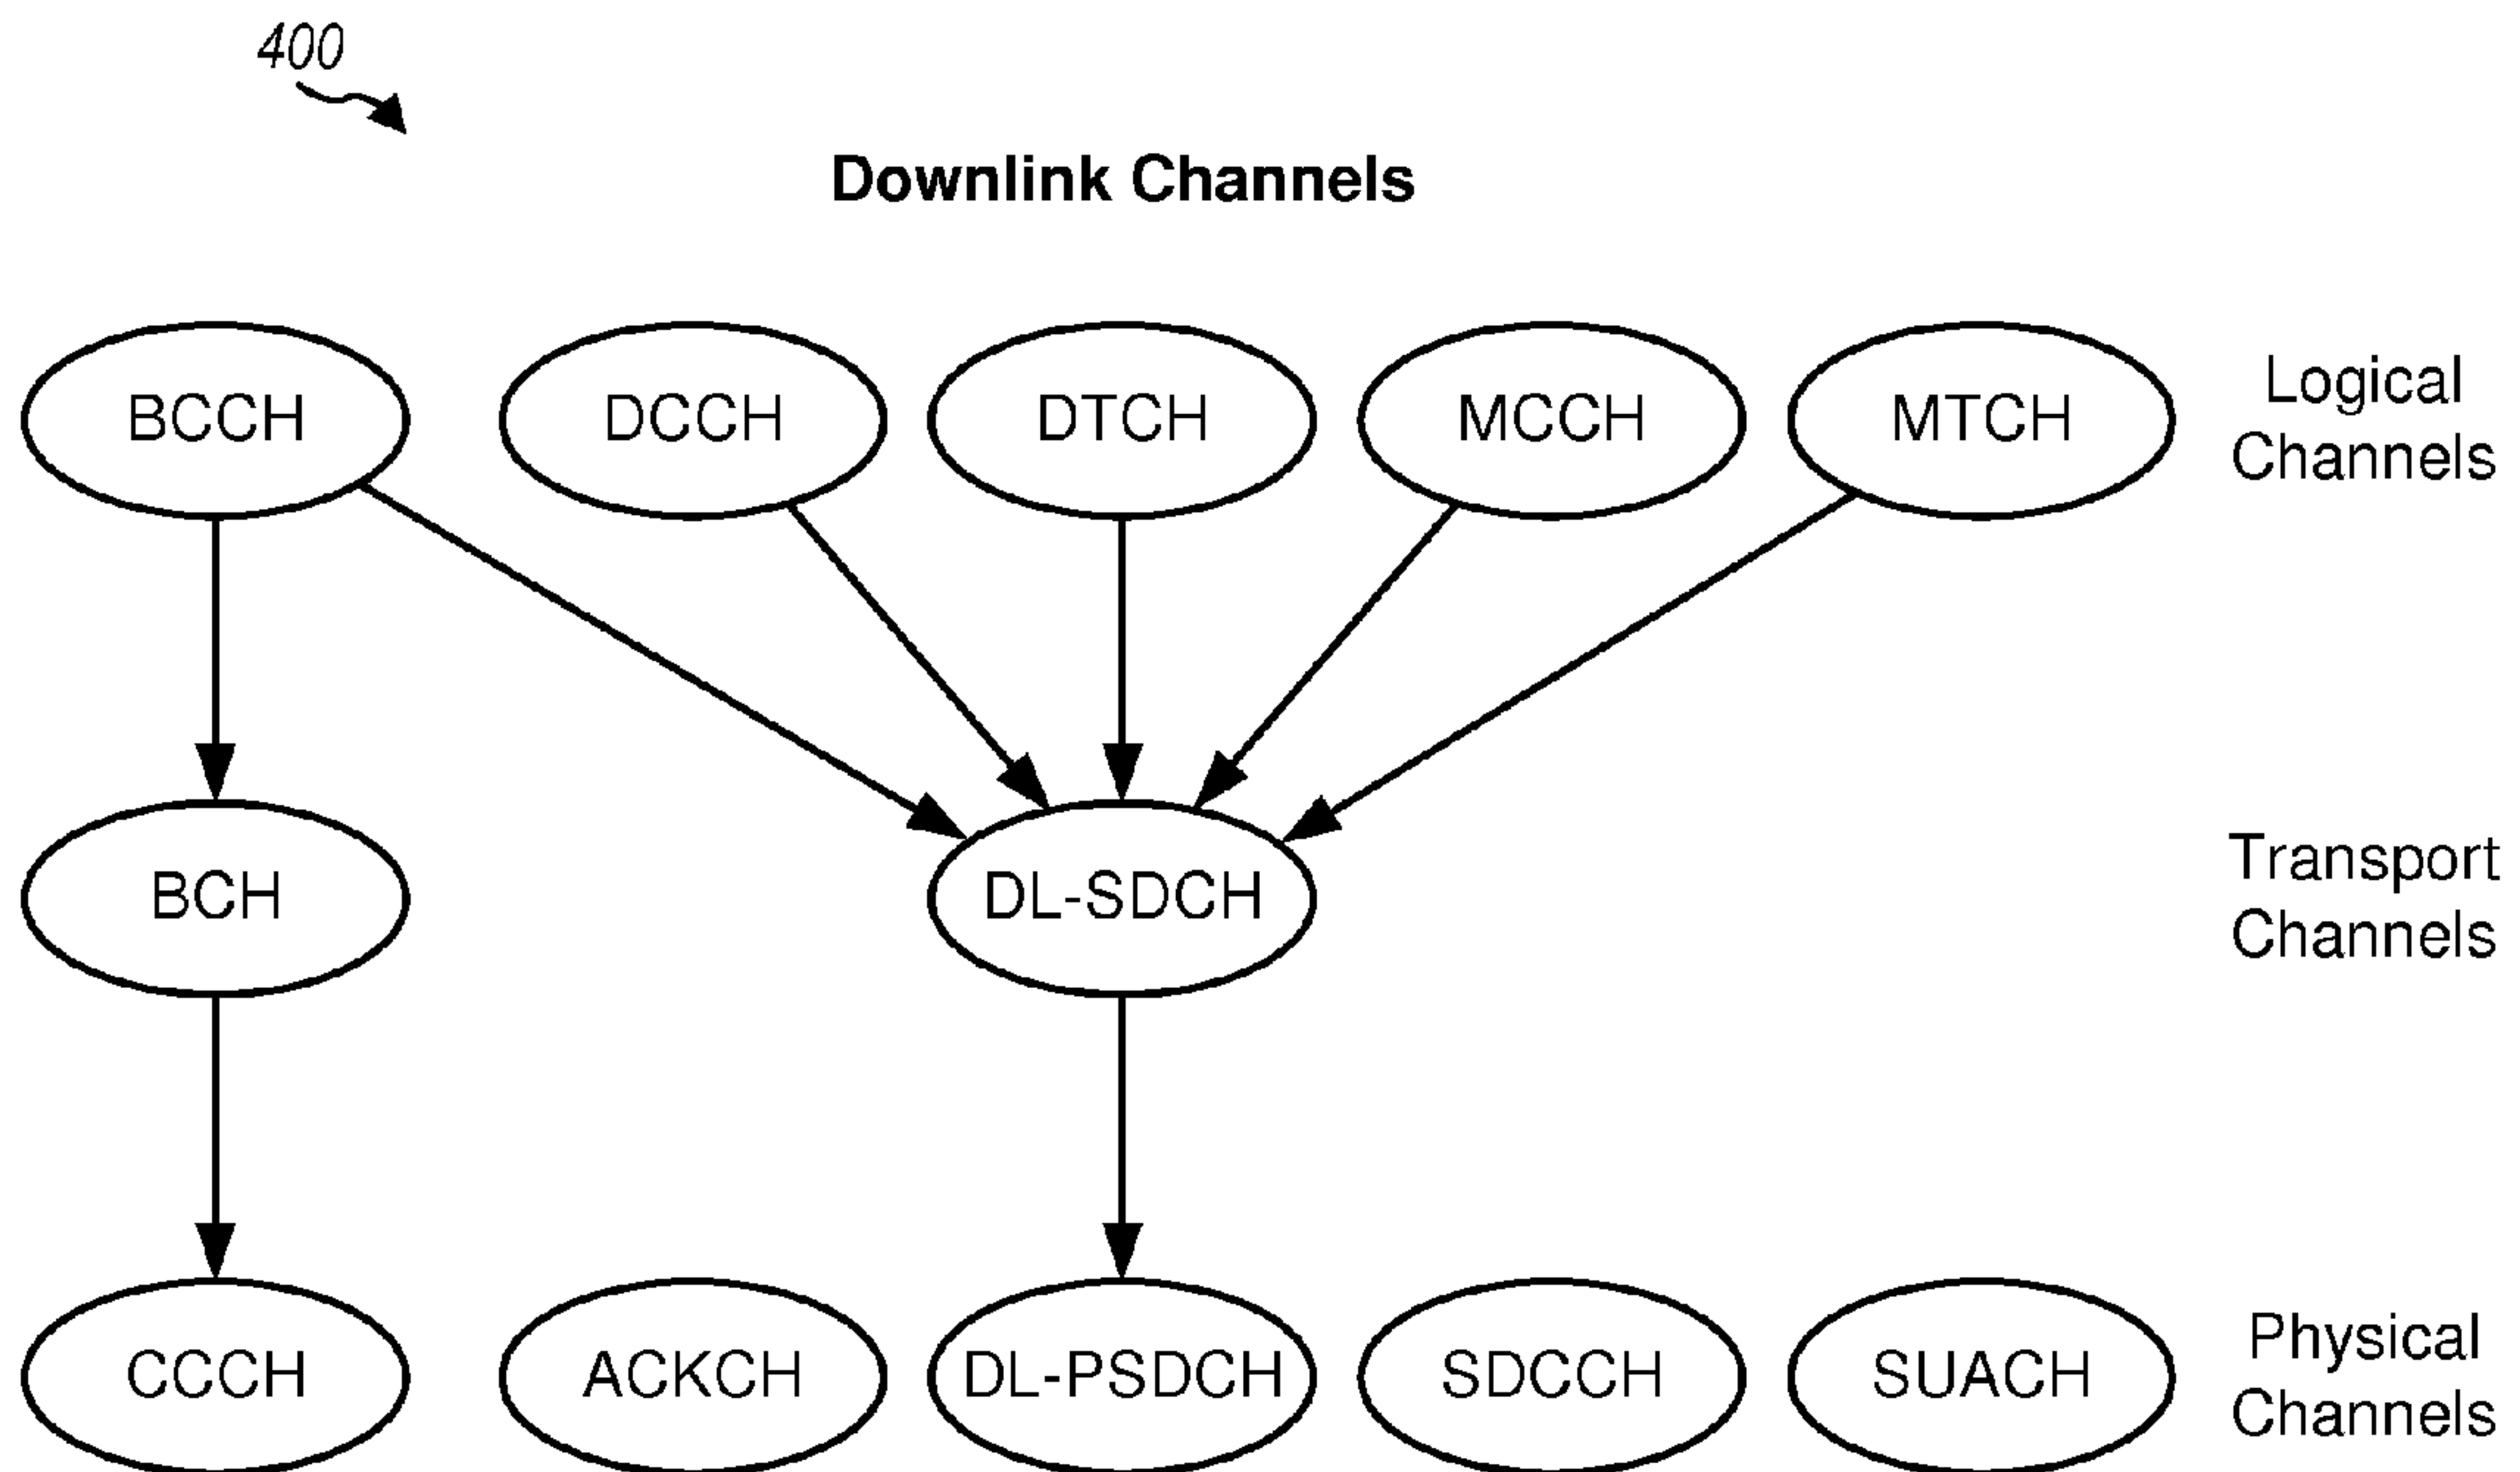 400
Downlink Channels
BCCH
DCCH
DTCH
MCCH
MTCH
Logical
Channels
BCH
DL-SDCH
Transport
Channels
CCCH
ACKCH
DL-PSDCH
SDCCH
SUACH
Physical
Channels